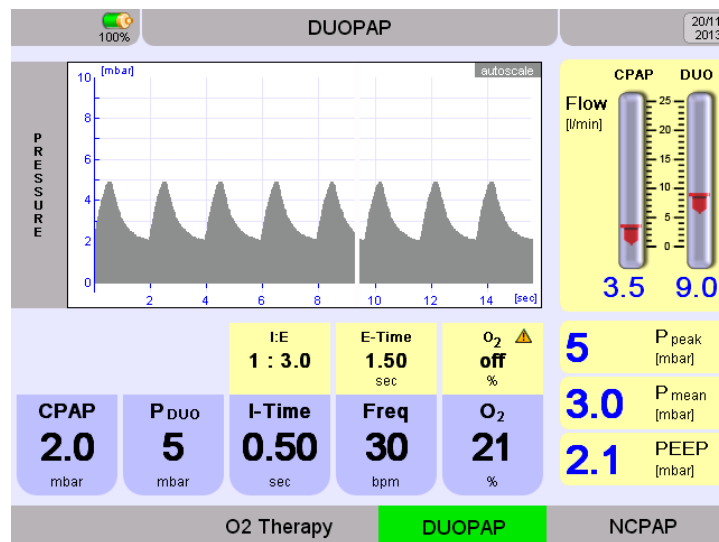 100%
DUOPAP
20/11
2013
PRESSURE
[mbar]
autoscale
10
8
6
4
2
0
2 4 6 8 10 12 14 [sec]
CPAP DUO
Flow
[l/min]
25
20
15
10
5
0
3.5 9.0
I:E
1 : 3.0
E-Time
1.50
sec
O2
off
%
CPAP
2.0
mbar
P DUO
5
mbar
I-Time
0.50
sec
Freq
30
bpm
O2
21
%
5 P peak
[mbar]
3.0 P mean
[mbar]
2.1 PEEP
[mbar]
O2 Therapy DUOPAP NCPAP